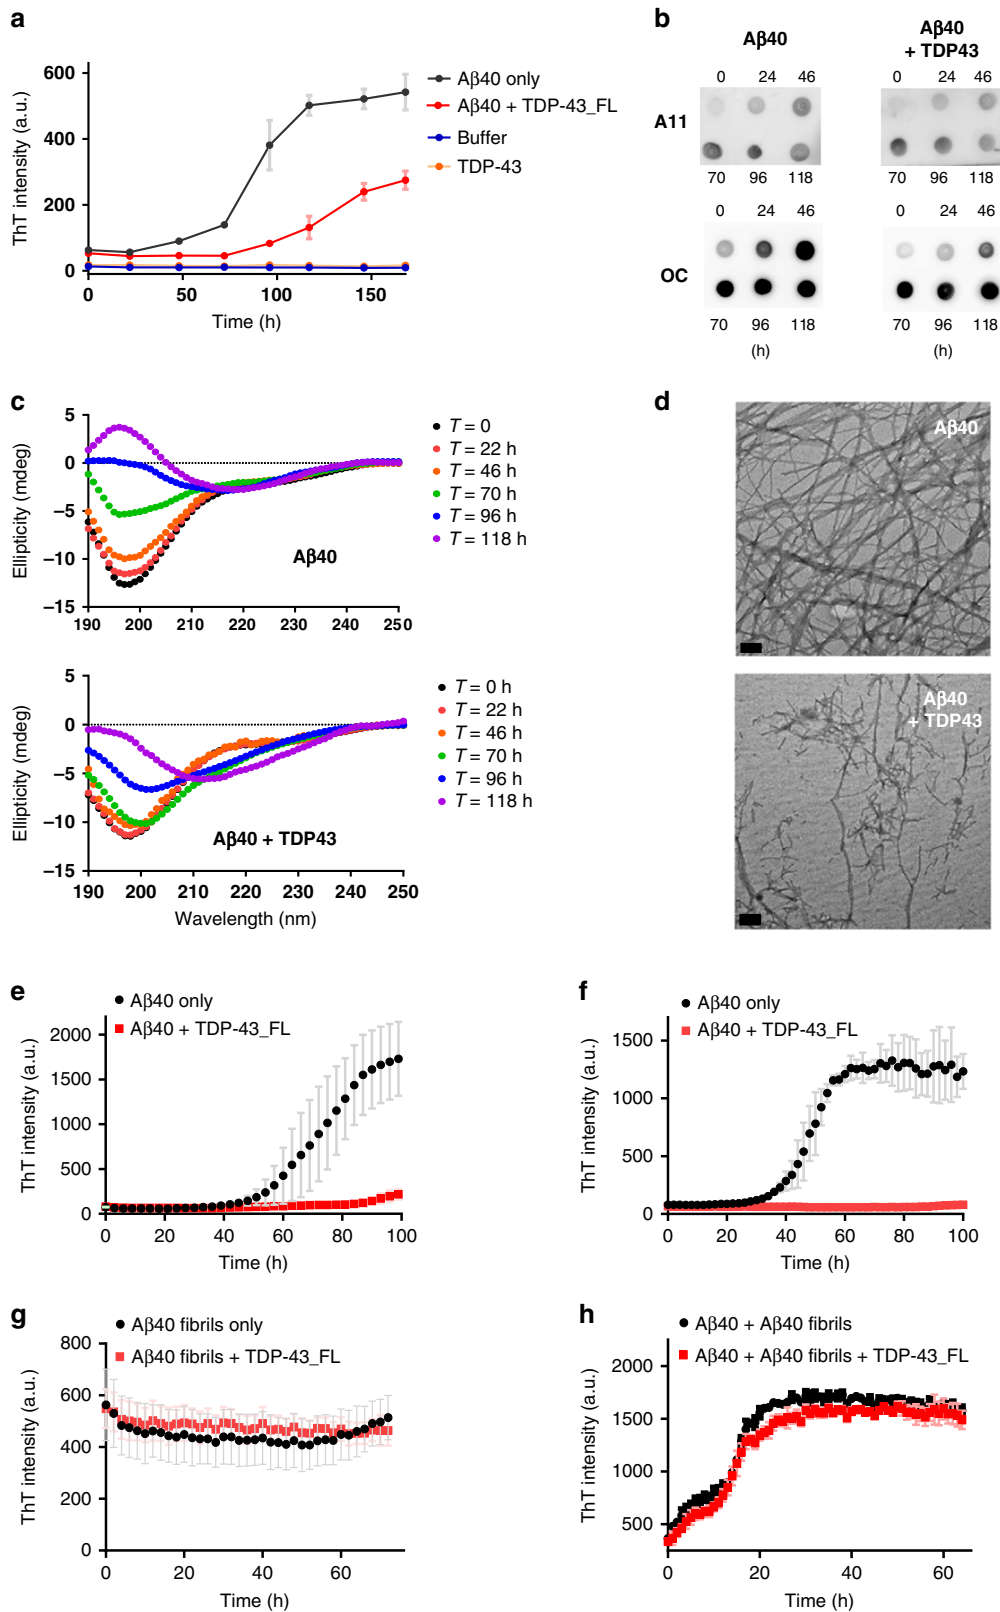 a
ThT intensity (a.u.)
600
400
200
0
0 50 100 150
Time (h)
Aβ40 only
Aβ40 + TDP-43_FL
Buffer
TDP-43
b
Aβ40
Aβ40
+ TDP43
0 24 46
0 24 46
A11
70 96 118
70 96 118
0 24 46
0 24 46
OC
70 96 118
70 96 118
(h)
(h)
c
Ellipticity (mdeg)
5
0
−5
−10
−15
190 200 210 220 230 240 250
Aβ40
T = 0
T = 22 h
T = 46 h
T = 70 h
T = 96 h
T = 118 h
Ellipticity (mdeg)
5
0
−5
−10
−15
190 200 210 220 230 240 250
Wavelength (nm)
Aβ40 + TDP43
T = 0 h
T = 22 h
T = 46 h
T = 70 h
T = 96 h
T = 118 h
d
Aβ40
Aβ40
+ TDP43
e
Aβ40 only
Aβ40 + TDP-43_FL
ThT intensity (a.u.)
2000
1500
1000
500
0
0 20 40 60 80 100
Time (h)
f
Aβ40 only
Aβ40 + TDP-43_FL
ThT intensity (a.u.)
1500
1000
500
0
0 20 40 60 80 100
Time (h)
g
Aβ40 fibrils only
Aβ40 fibrils + TDP-43_FL
ThT intensity (a.u.)
800
600
400
200
0
0 20 40 60
Time (h)
h
Aβ40 + Aβ40 fibrils
Aβ40 + Aβ40 fibrils + TDP-43_FL
ThT intensity (a.u.)
2000
1500
1000
500
0 20 40 60
Time (h)